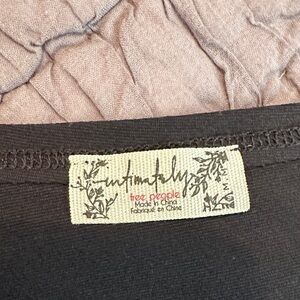 intimately
free people
Made in China
Fabriqué en Chine